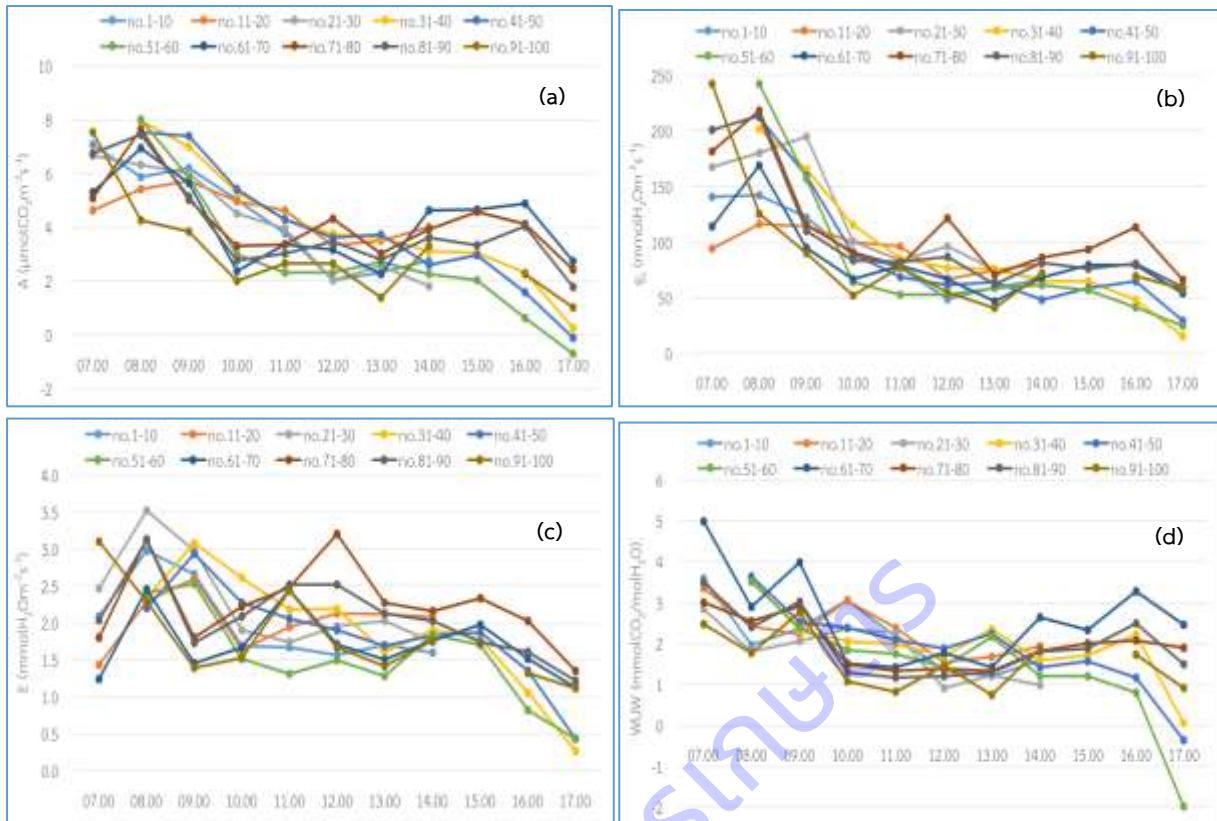 no.1-10 no.11-20 no.21-30 no.31-40 no.41-50
no.51-60 no.61-70 no.71-80 no.81-90 no.91-100
(a)
A (µmolCO₂m⁻²s⁻¹)
10
8
6
4
2
0
-2
07.00 08.00 09.00 10.00 11.00 12.00 13.00 14.00 15.00 16.00 17.00
no.1-10 no.11-20 no.21-30 no.31-40 no.41-50
no.51-60 no.61-70 no.71-80 no.81-90 no.91-100
(b)
(mmolH₂Om⁻²s⁻¹)
250
200
150
100
50
0
07.00 08.00 09.00 10.00 11.00 12.00 13.00 14.00 15.00 16.00 17.00
no.1-10 no.11-20 no.21-30 no.31-40 no.41-50
no.51-60 no.61-70 no.71-80 no.81-90 no.91-100
(c)
E (mmolH₂Om⁻²s⁻¹)
4.0
3.5
3.0
2.5
2.0
1.5
1.0
0.5
0.0
07.00 08.00 09.00 10.00 11.00 12.00 13.00 14.00 15.00 16.00 17.00
no.1-10 no.11-20 no.21-30 no.31-40 no.41-50
no.51-60 no.61-70 no.71-80 no.81-90 no.91-100
(d)
WUW (mmolCO₂/molH₂O)
6
5
4
3
2
1
0
-1
-2
07.00 08.00 09.00 10.00 11.00 12.00 13.00 14.00 15.00 16.00 17.00